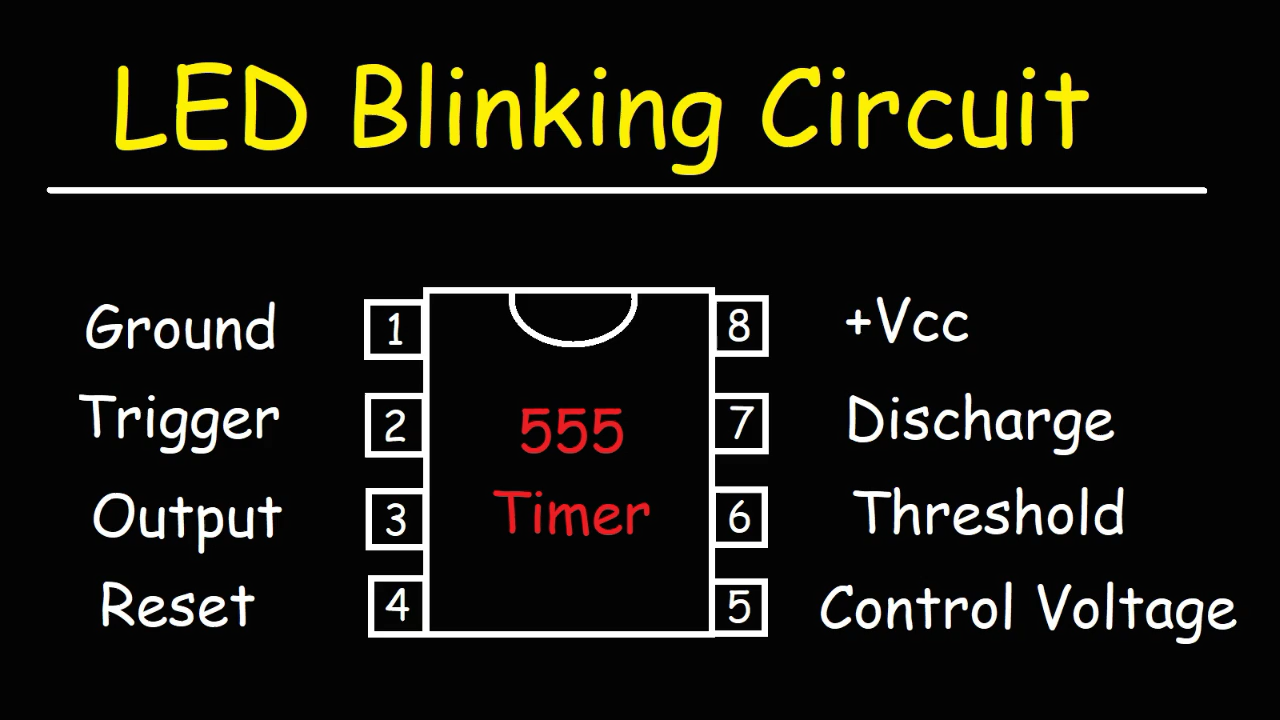 LED Blinking Circuit
Ground 1 8 +Vcc
Trigger 2 7 Discharge
555
Timer
Output 3 6 Threshold
Reset 4 5 Control Voltage